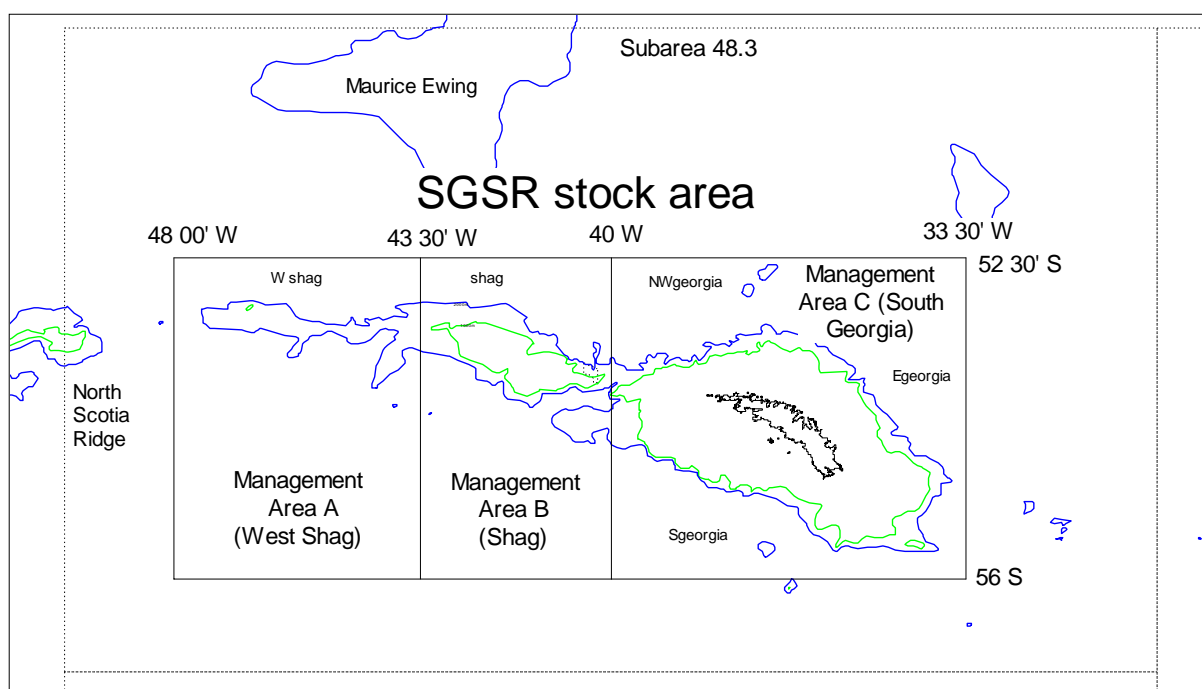 Subarea 48.3
Maurice Ewing
SGSR stock area
48 00' W
43 30' W
40 W
33 30' W
52 30' S
W shag
shag
NWgeorgia
Management
Area C (South
Georgia)
Egeorgia
North
Scotia
Ridge
Management
Area A
(West Shag)
Management
Area B
(Shag)
Sgeorgia
56 S